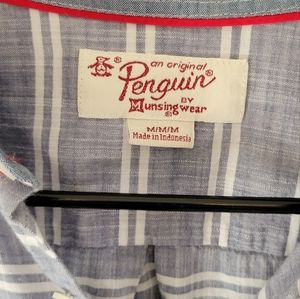 an original
Penguin®
BY
Munsingwear
®
M/M/M
Made in Indonesia